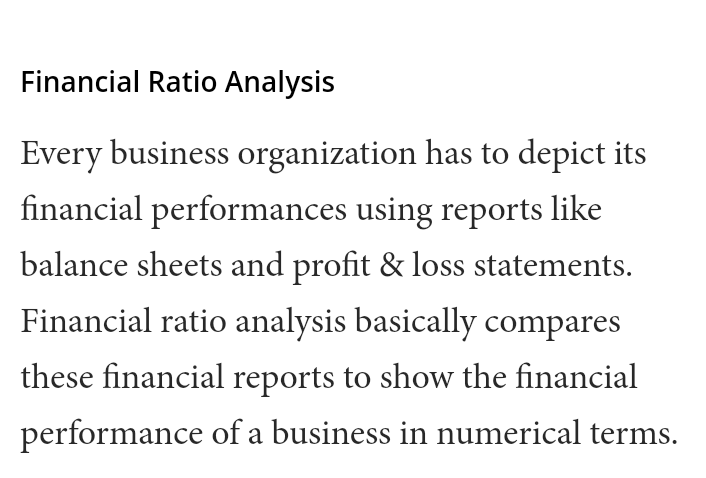 Financial Ratio Analysis
Every business organization has to depict its
financial performances using reports like
balance sheets and profit & loss statements.
Financial ratio analysis basically compares
these financial reports to show the financial
performance of a business in numerical terms.